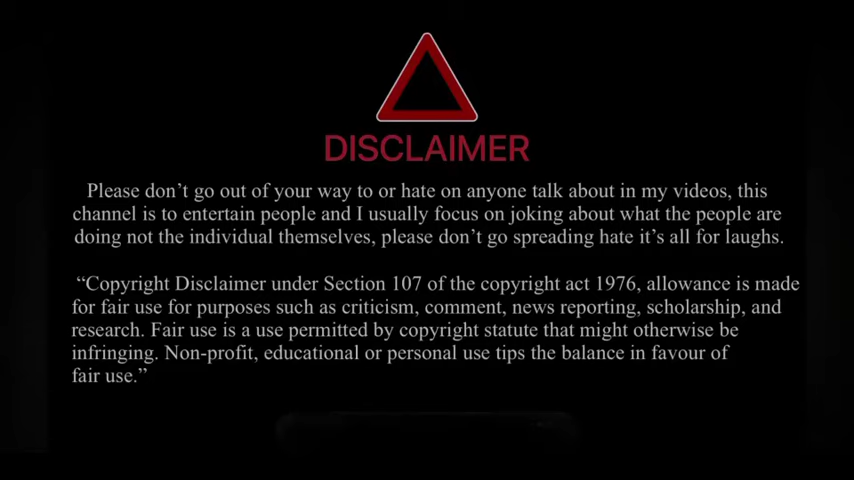 DISCLAIMER
Please don’t go out of your way to or hate on anyone talk about in my videos, this
channel is to entertain people and I usually focus on joking about what the people are
doing not the individual themselves, please don’t go spreading hate it’s all for laughs.
“Copyright Disclaimer under Section 107 of the copyright act 1976, allowance is made
for fair use for purposes such as criticism, comment, news reporting, scholarship, and
research. Fair use is a use permitted by copyright statute that might otherwise be
infringing. Non-profit, educational or personal use tips the balance in favour of
fair use.”